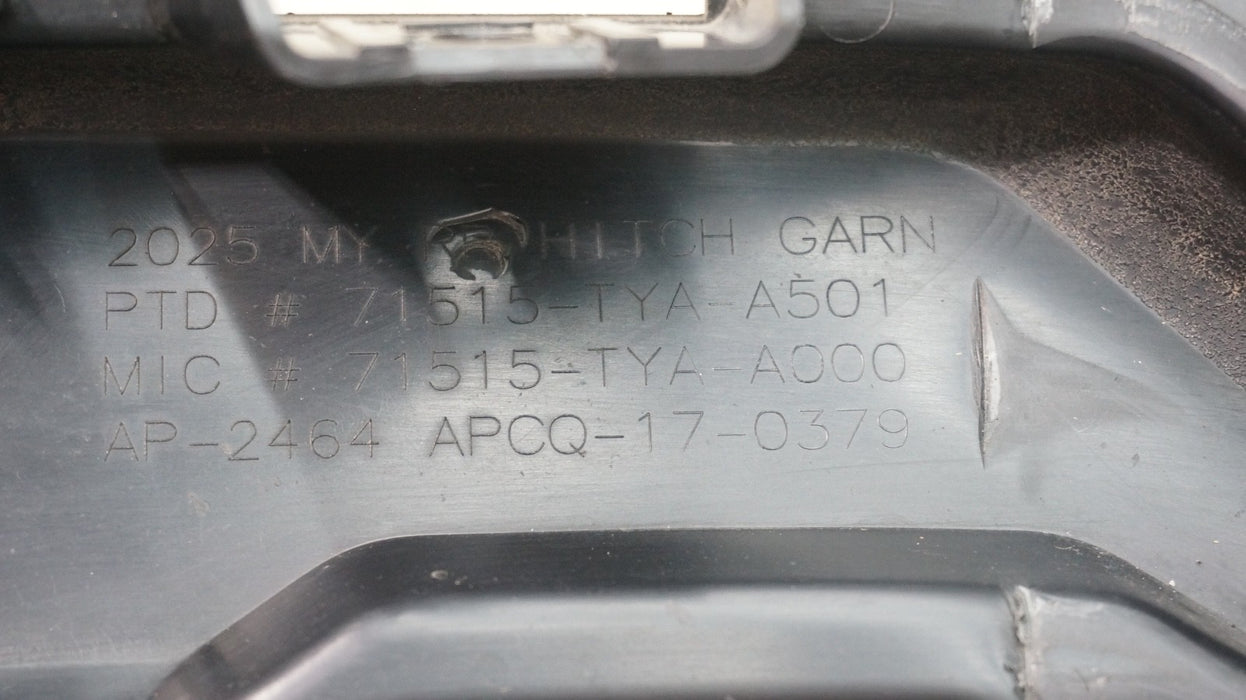 2025 MY HITCH GARN
PTD # 71515-TYA-A501
MIC # 71515-TYA-A000
AP-2464 APCQ-17-0379